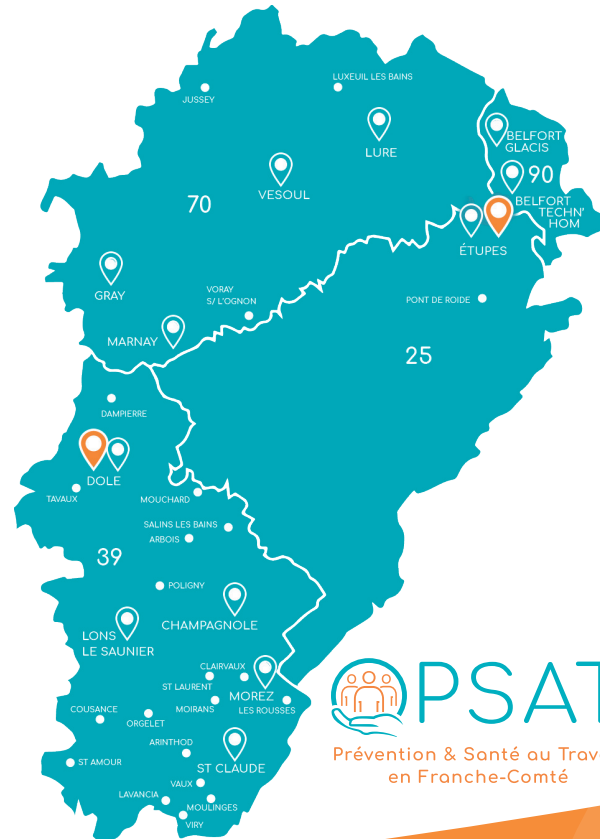 LUXEUIL LES BAINS
JUSSEY
BELFORT
GLACIS
LURE
90
VESOUL
70
BELFORT
TECHN'
HOM
ÉTUPES
GRAY
VORAY
S/ L'OGNON
PONT DE ROIDE
MARNAY
25
DAMPIERRE
DOLE
TAVAUX
MOUCHARD
SALINS LES BAINS
ARBOIS
39
POLIGNY
CHAMPAGNOLE
LONS
LE SAUNIER
CLAIRVAUX
ST LAURENT
MOREZ
MOIRANS
LES ROUSSES
COUSANCE
ORGELET
ARINTHOD
ST AMOUR
ST CLAUDE
VAUX
LAVANCIA
MOULINGES
VIRY
OPSAT
Prévention & Santé au Trav
en Franche-Comté